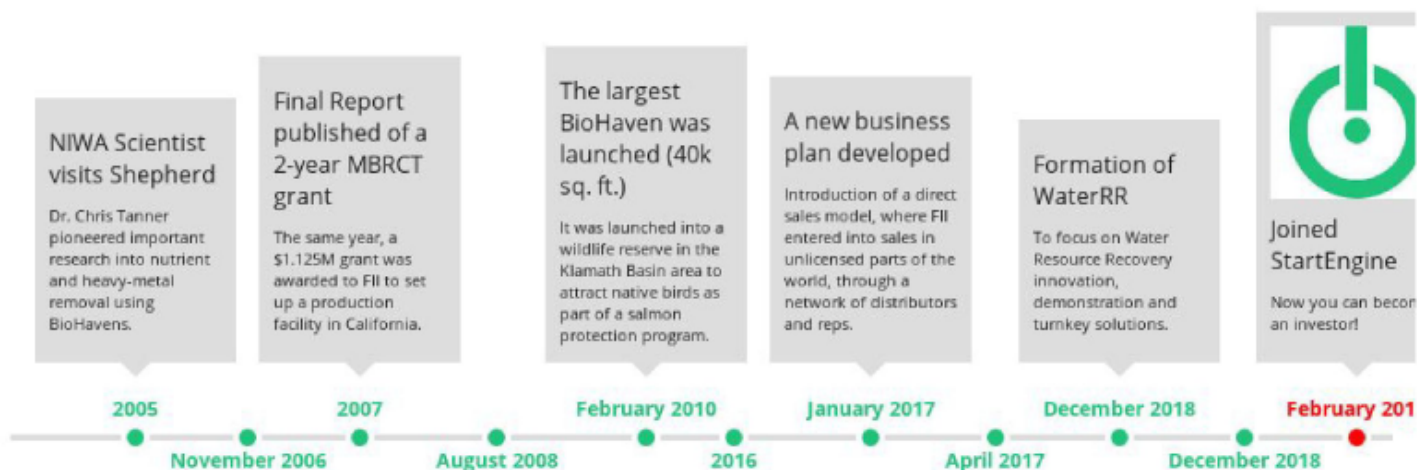 NIWA Scientist
visits Shepherd
Dr. Chris Tanner
pioneered important
research into nutrient
and heavy-metal
removal using
BioHavens.
Final Report
published of a
2-year MBRCT
grant
The same year, a
$1.125M grant was
awarded to FII to set
up a production
facility in California.
The largest
BioHaven was
launched (40k
sq. ft.)
It was launched into a
wildlife reserve in the
Klamath Basin area to
attract native birds as
part of a salmon
protection program.
A new business
plan developed
Introduction of a direct
sales model, where FII
entered into sales in
unlicensed parts of the
world, through a
network of distributors
and reps.
Formation of
WaterRR
To focus on Water
Resource Recovery
innovation,
demonstration and
turnkey solutions.
Joined
StartEngine
Now you can becom
an investor!
2005
2007
February 2010
January 2017
December 2018
February 201
November 2006
August 2008
2016
April 2017
December 2018